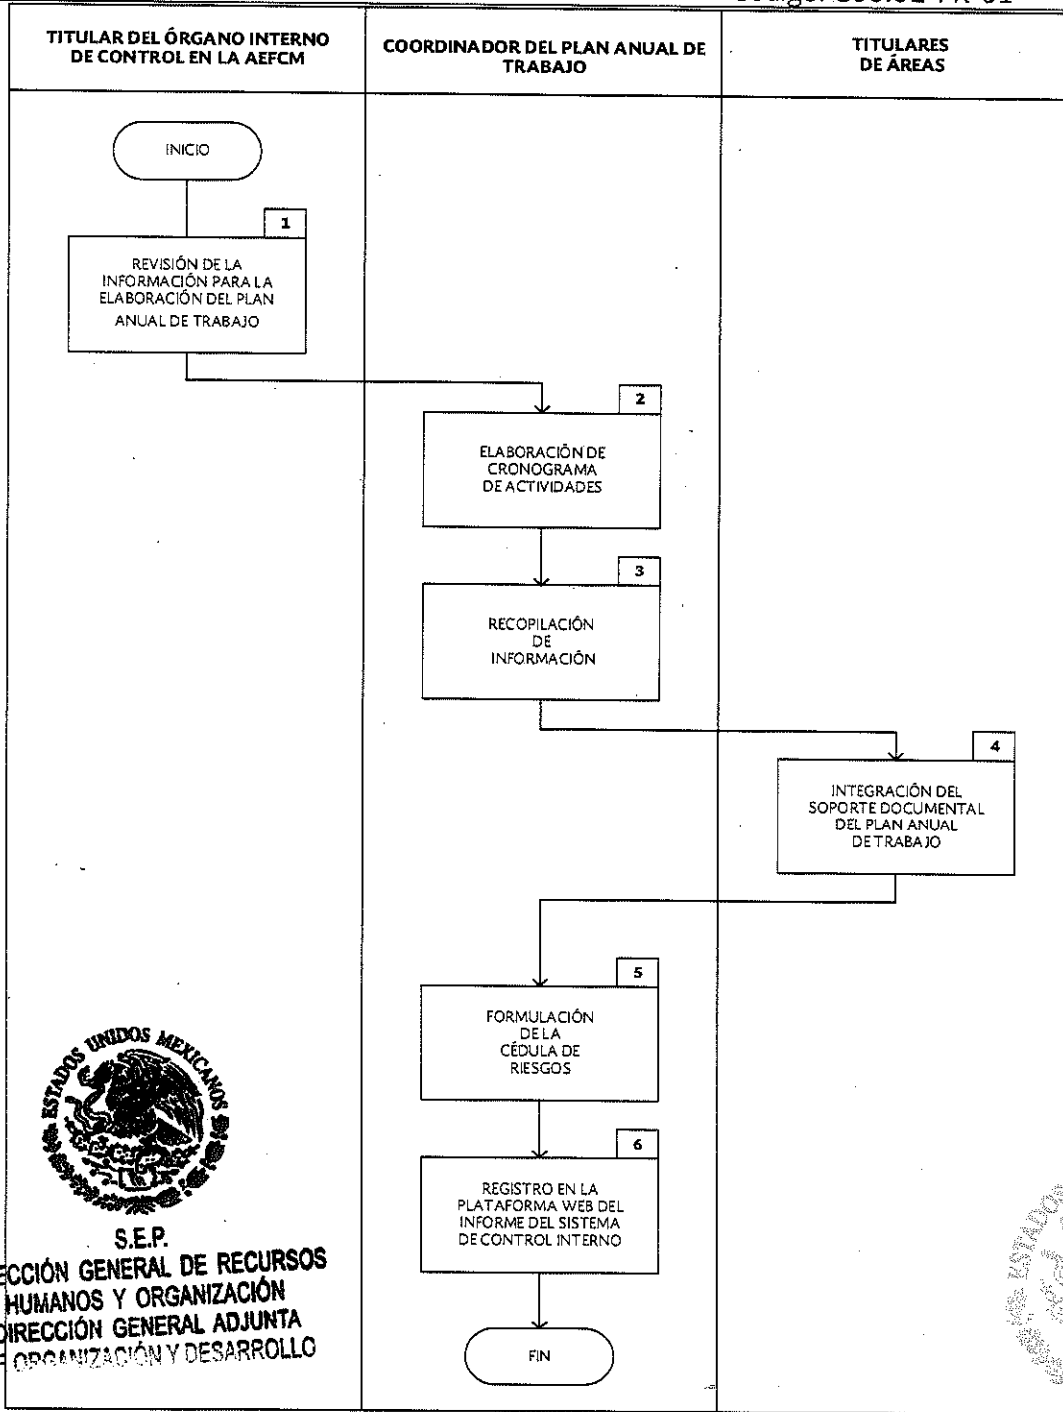 TITULAR DEL ÓRGANO INTERNO
DE CONTROL EN LA AEFCM
COORDINADOR DEL PLAN ANUAL DE
TRABAJO
TITULARES
DE ÁREAS
INICIO
1
REVISIÓN DE LA
INFORMACIÓN PARA LA
ELABORACIÓN DEL PLAN
ANUAL DE TRABAJO
2
ELABORACIÓN DE
CRONOGRAMA
DE ACTIVIDADES
3
RECOPILACIÓN
DE
INFORMACIÓN
4
INTEGRACIÓN DEL
SOPORTE DOCUMENTAL
DEL PLAN ANUAL
DE TRABAJO
5
FORMULACIÓN
DE LA
CÉDULA DE
RIESGOS
6
REGISTRO EN LA
PLATAFORMA WEB DEL
INFORME DEL SISTEMA
DE CONTROL INTERNO
FIN
ESTADOS UNIDOS MEXICANOS
S.E.P.
ECCIÓN GENERAL DE RECURSOS
HUMANOS Y ORGANIZACIÓN
DIRECCIÓN GENERAL ADJUNTA
E ORGANIZACIÓN Y DESARROLLO
ESTADOS